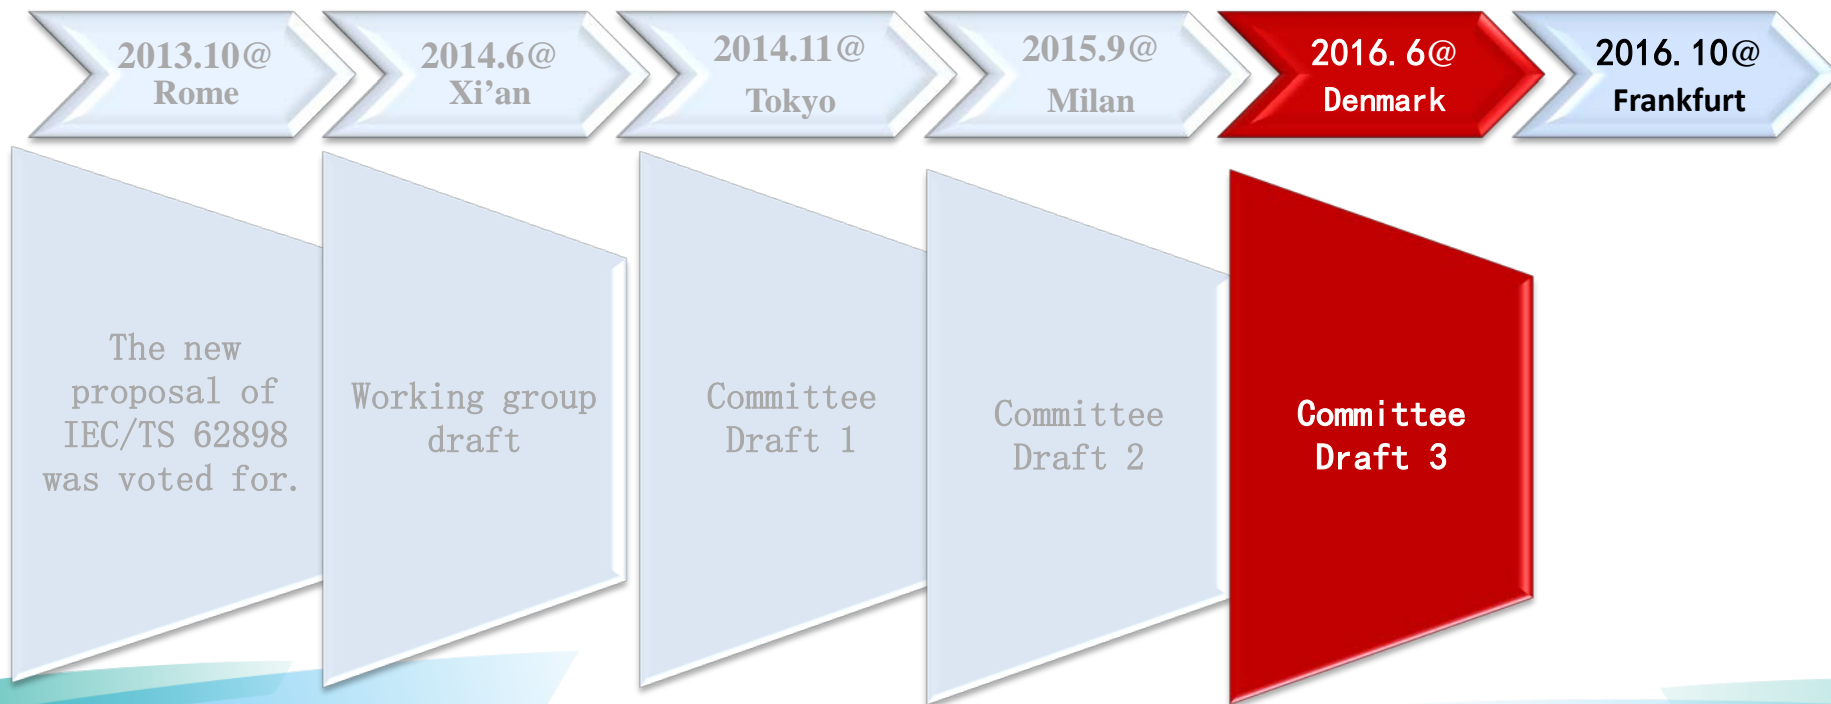 2013.10@
Rome
2014.6@
Xi’an
2014.11@
Tokyo
2015.9@
Milan
2016.6@
Denmark
2016.10@
Frankfurt
The new
proposal of
IEC/TS 62898
was voted for.
Working group
draft
Committee
Draft 1
Committee
Draft 2
Committee
Draft 3